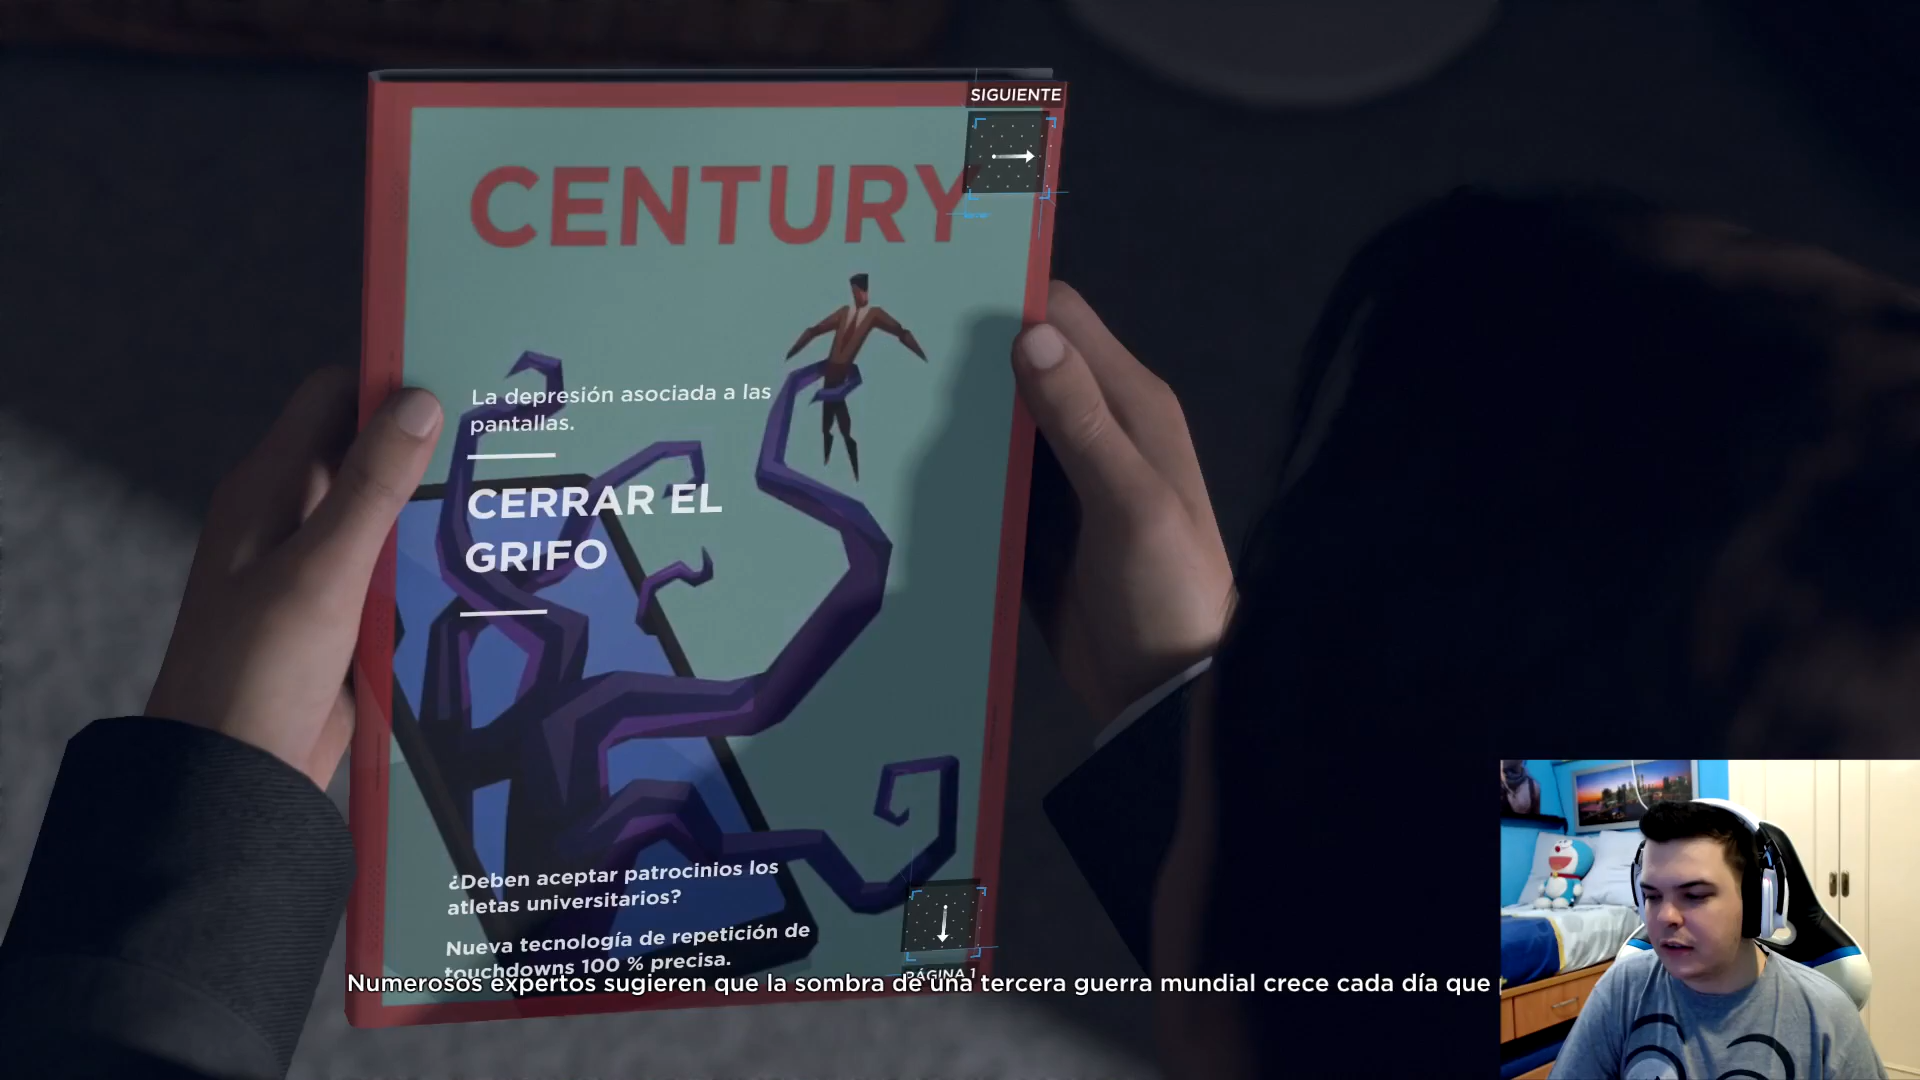 SIGUIENTE
CENTURY
La depresión asociada a las
pantallas.
CERRAR EL
GRIFO
¿Deben aceptar patrocinios los
atletas universitarios?
Nueva tecnología de repetición de
touchdowns 100 % precisa.
PÁGINA 1
Numerosos expertos sugieren que la sombra de una tercera guerra mundial crece cada día que